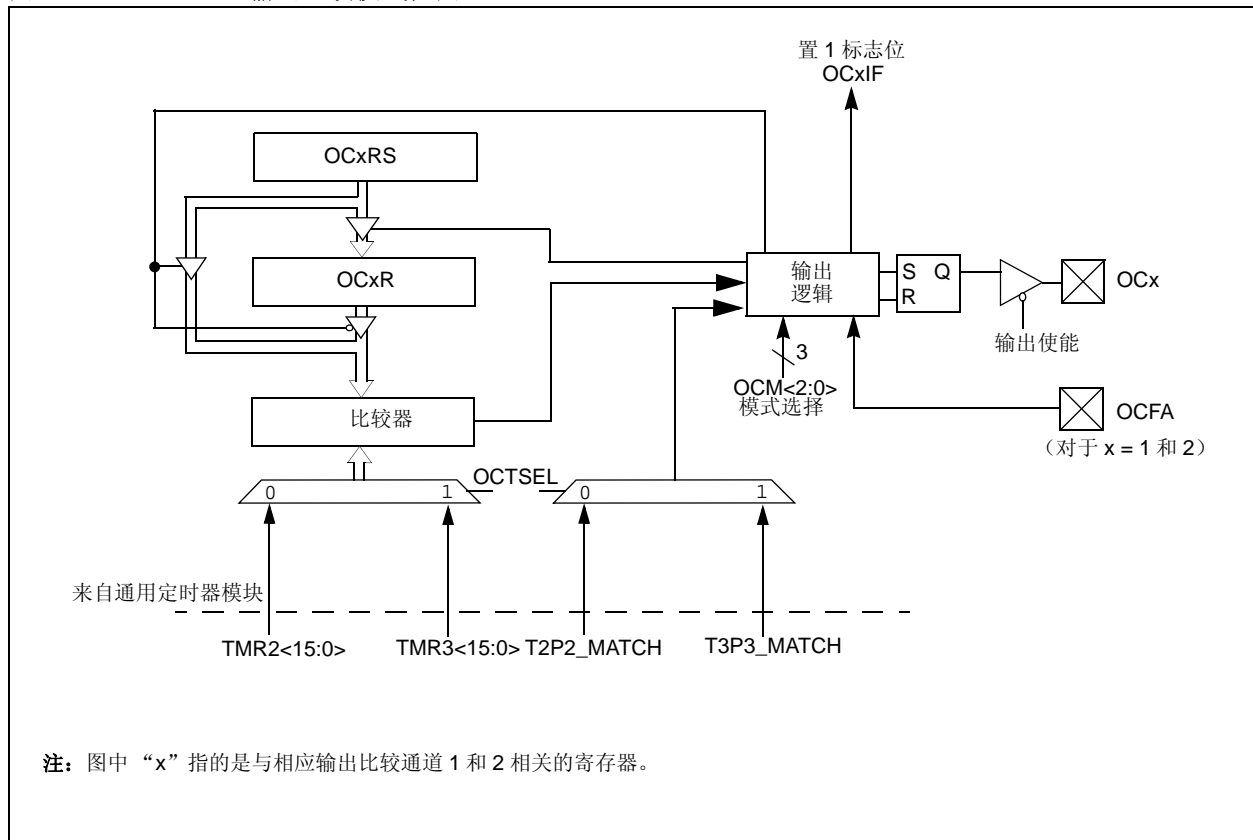 置 1 标志位
OCxIF
OCxRS
OCxR
输出
逻辑
S Q
R
OCx
输出使能
3
OCM<2:0>
模式选择
OCFA
（对于 x = 1 和 2）
比较器
OCTSEL
0 1
0 1
来自通用定时器模块
TMR2<15:0> TMR3<15:0> T2P2_MATCH T3P3_MATCH
注：图中 “x”指的是与相应输出比较通道 1 和 2 相关的寄存器。